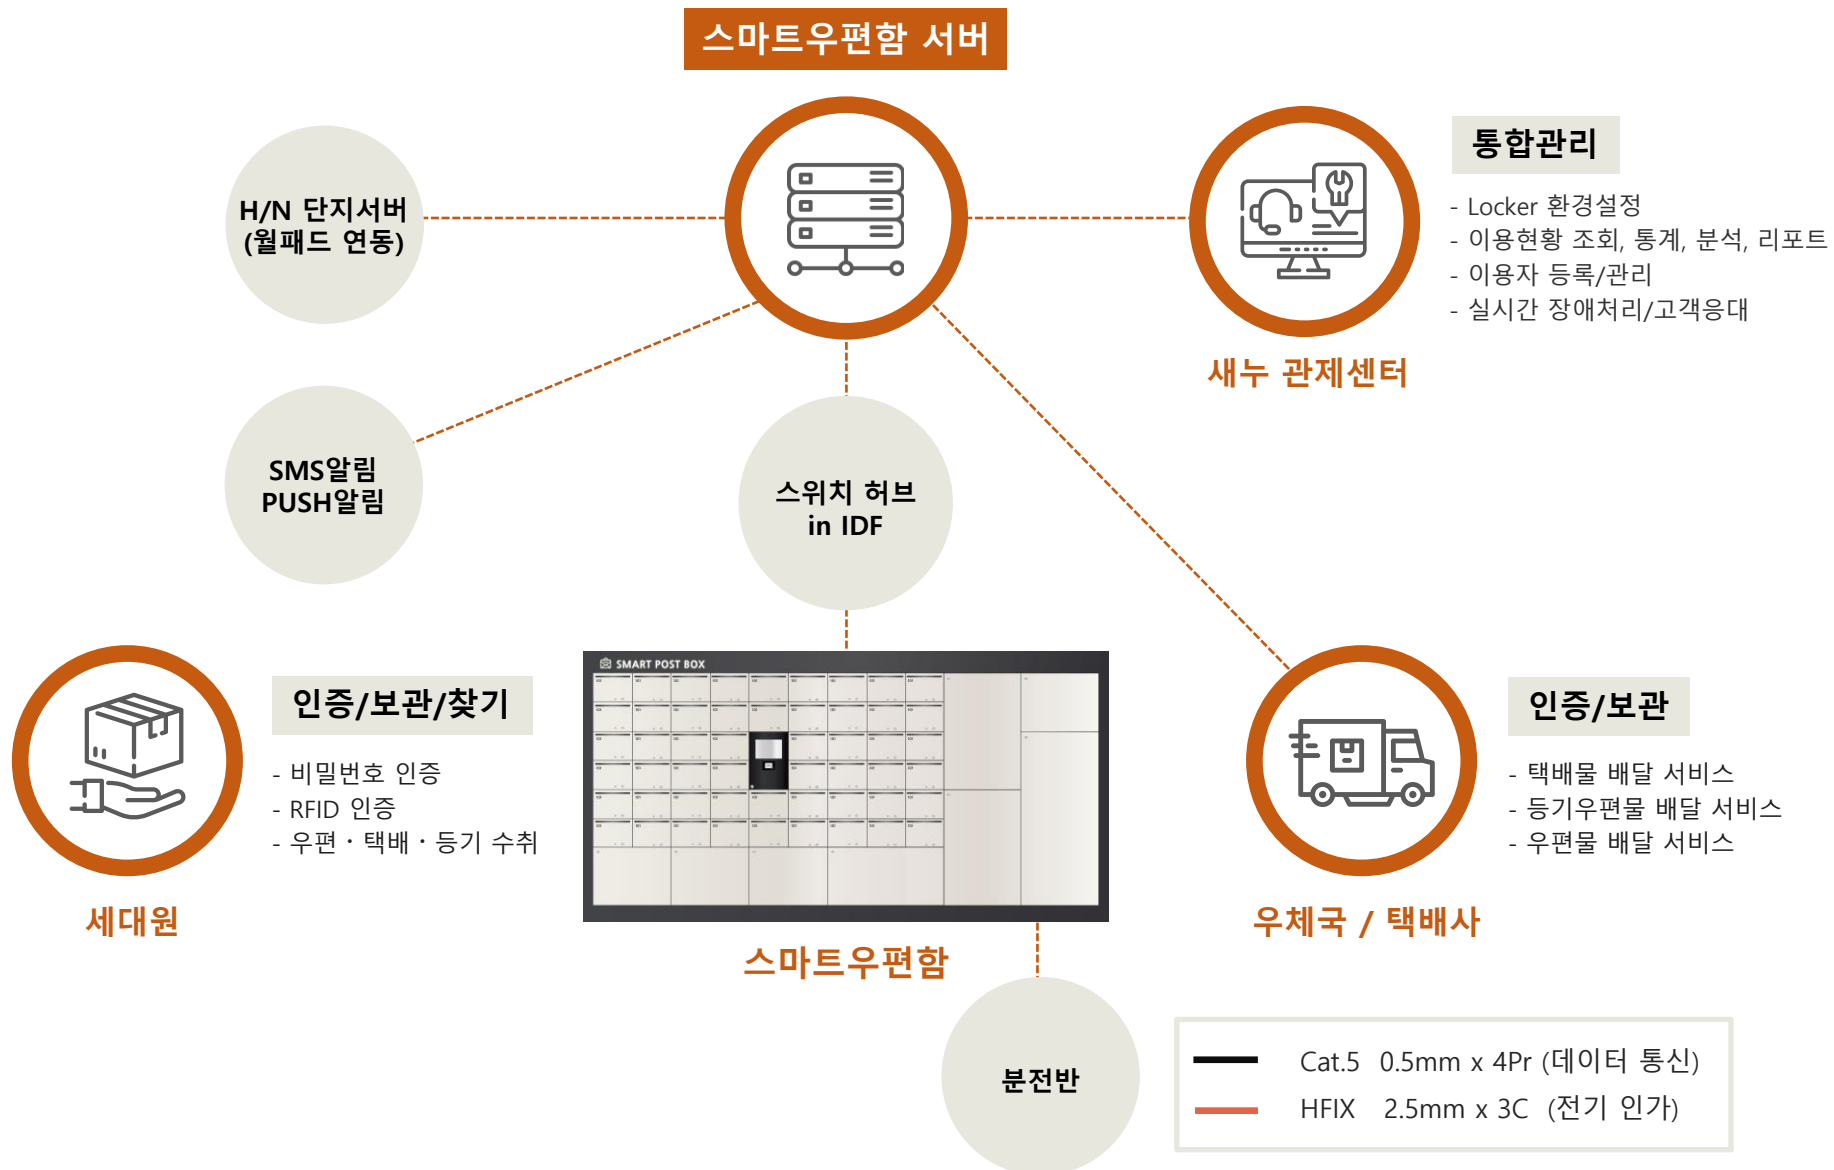 스마트우편함 서버
H/N 단지서버
(월패드 연동)
통합관리
- Locker 환경설정
- 이용현황 조회, 통계, 분석, 리포트
- 이용자 등록/관리
- 실시간 장애처리/고객응대
새누 관제센터
SMS알림
PUSH알림
스위치 허브
in IDF
SMART POST BOX
인증/보관/찾기
- 비밀번호 인증
- RFID 인증
- 우편 · 택배 · 등기 수취
세대원
스마트우편함
인증/보관
- 택배물 배달 서비스
- 등기우편물 배달 서비스
- 우편물 배달 서비스
우체국 / 택배사
분전반
Cat.5 0.5mm x 4Pr (데이터 통신)
HFIX 2.5mm x 3C (전기 인가)